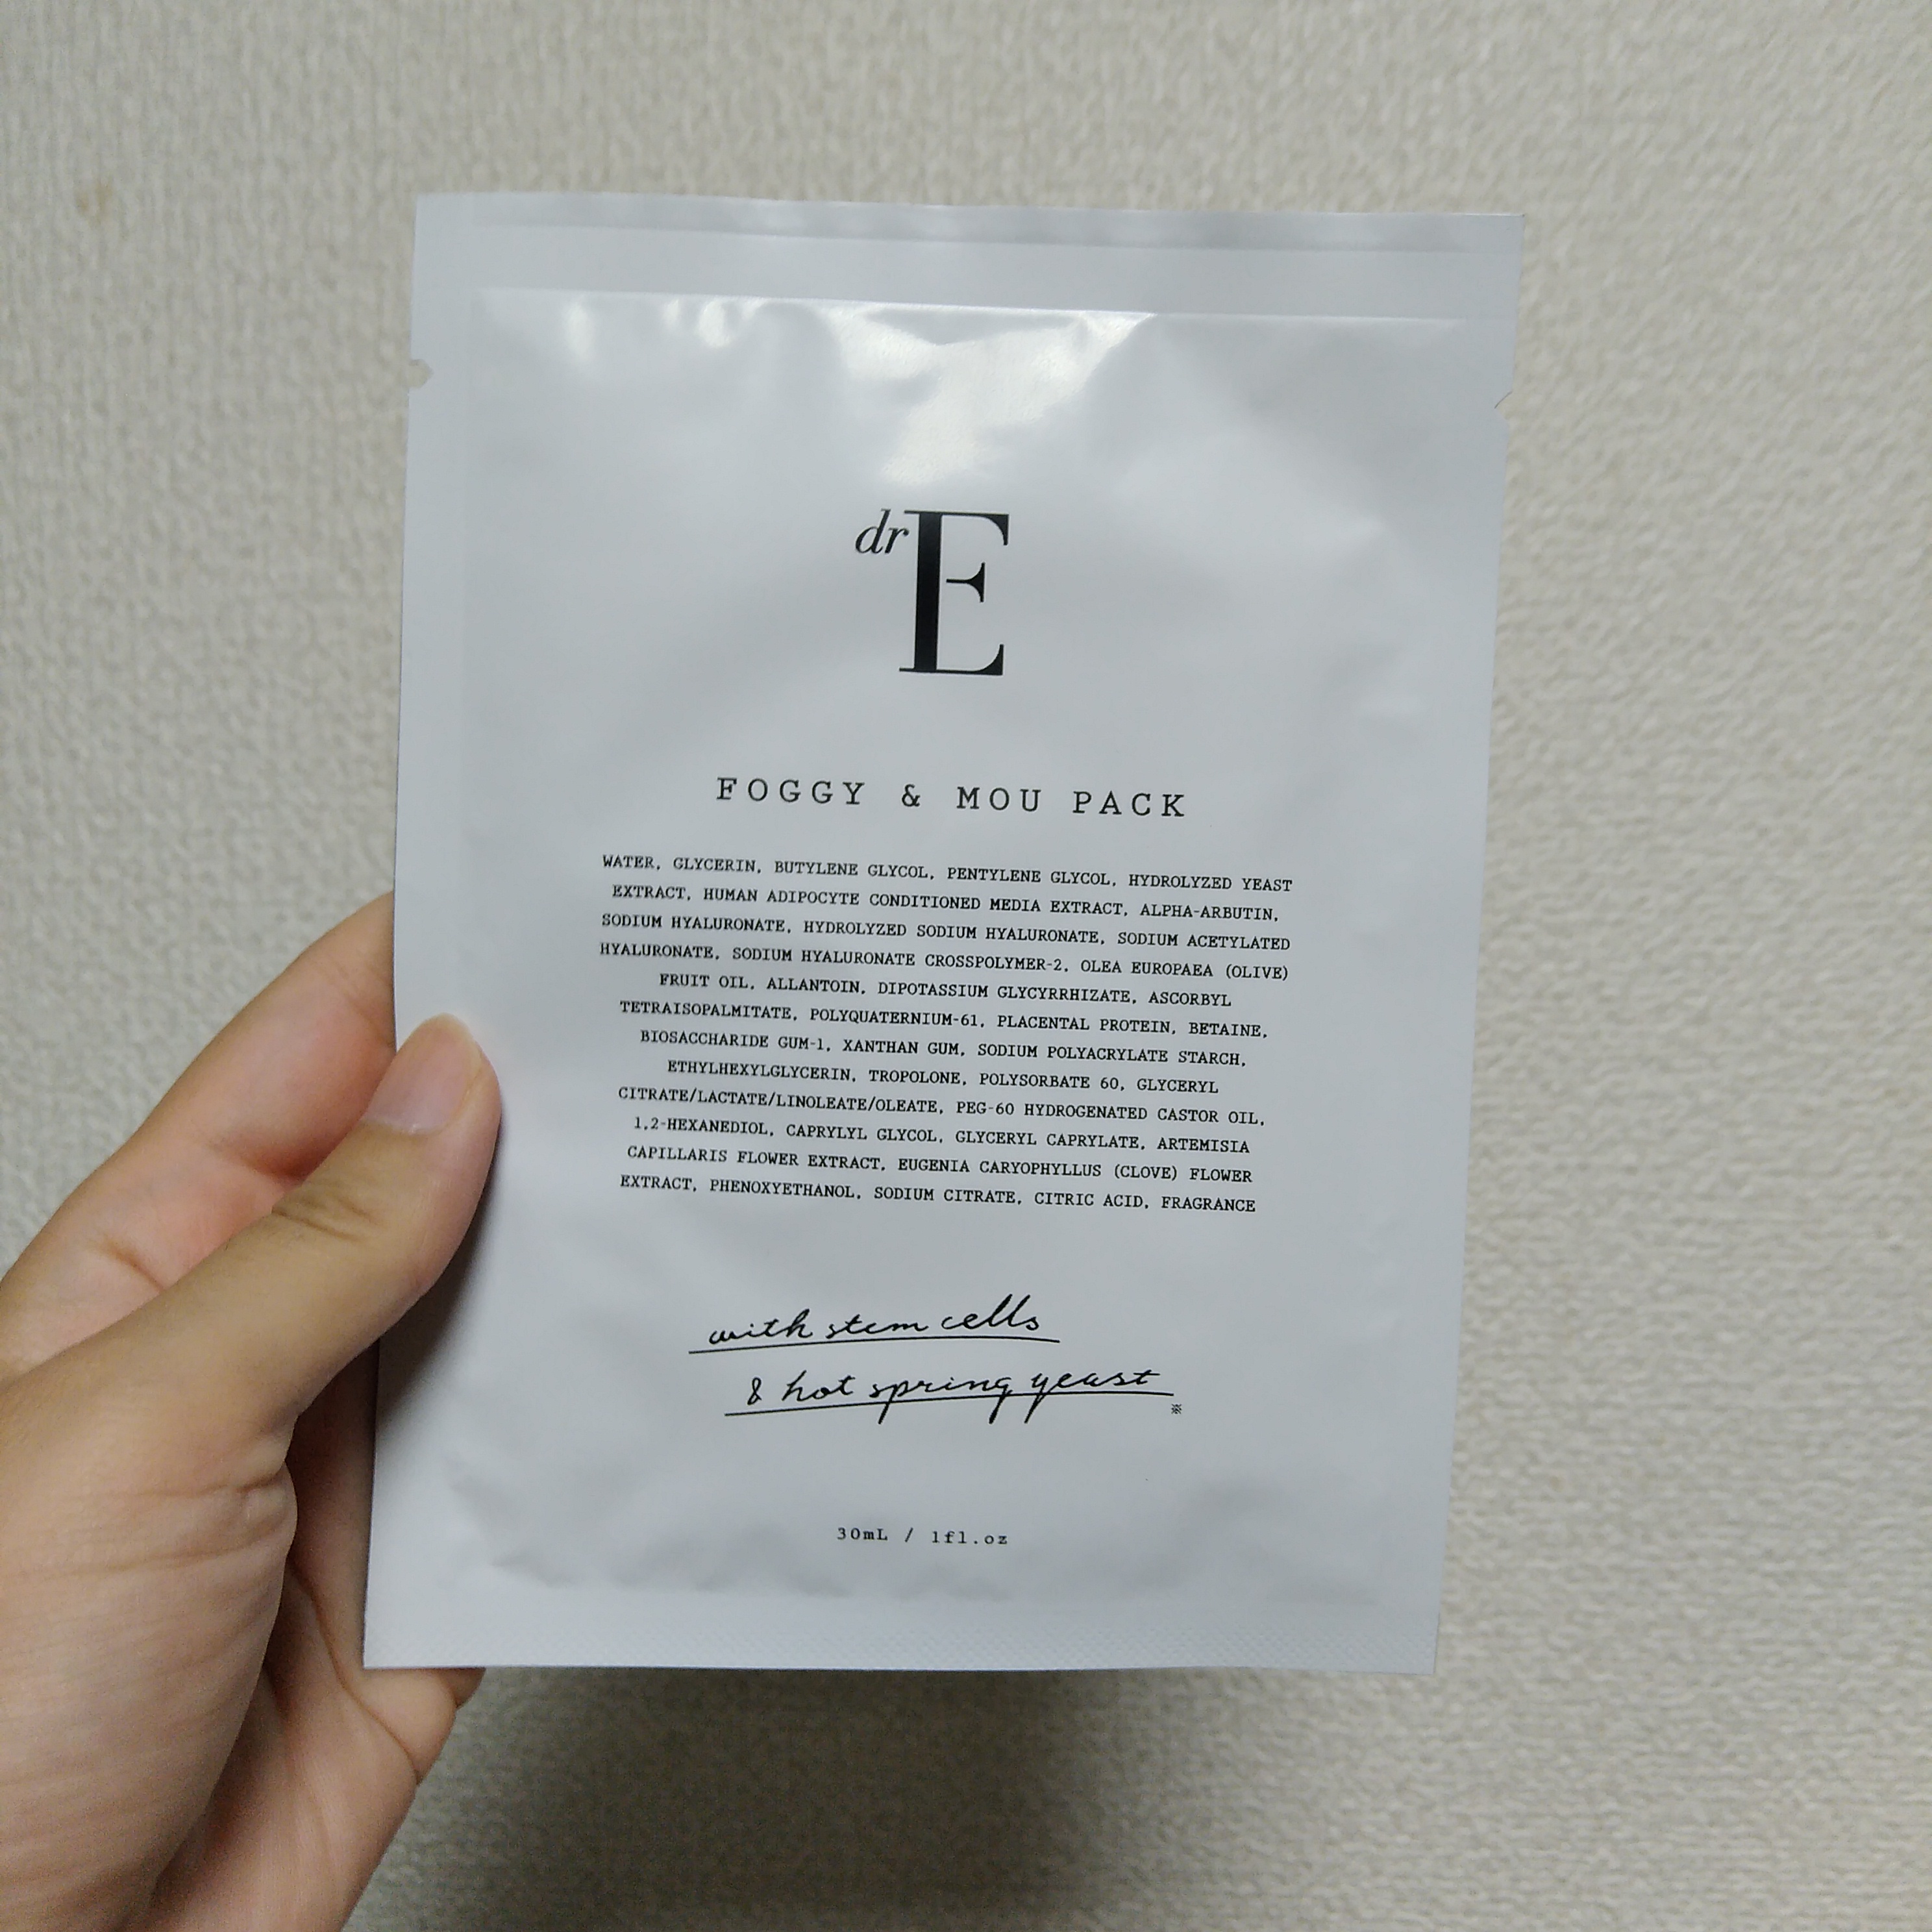 dr E
FOGGY & MOU PACK
WATER, GLYCERIN, BUTYLENE GLYCOL, PENTYLENE GLYCOL, HYDROLYZED YEAST
EXTRACT, HUMAN ADIPOCYTE CONDITIONED MEDIA EXTRACT, ALPHA-ARBUTIN,
SODIUM HYALURONATE, HYDROLYZED SODIUM HYALURONATE, SODIUM ACETYLATED
HYALURONATE, SODIUM HYALURONATE CROSSPOLYMER-2, OLEA EUROPAEA (OLIVE)
FRUIT OIL, ALLANTOIN, DIPOTASSIUM GLYCYRRHIZATE, ASCORBYL
TETRAISOPALMITATE, POLYQUATERNIUM-61, PLACENTAL PROTEIN, BETAINE,
BIOSACCHARIDE GUM-1, XANTHAN GUM, SODIUM POLYACRYLATE STARCH,
ETHYLHEXYLGLYCERIN, TROPOLONE, POLYSORBATE 60, GLYCERYL
CITRATE/LACTATE/LINOLEATE/OLEATE, PEG-60 HYDROGENATED CASTOR OIL,
1,2-HEXANEDIOL, CAPRYLYL GLYCOL, GLYCERYL CAPRYLATE, ARTEMISIA
CAPILLARIS FLOWER EXTRACT, EUGENIA CARYOPHYLLUS (CLOVE) FLOWER
EXTRACT, PHENOXYETHANOL, SODIUM CITRATE, CITRIC ACID, FRAGRANCE
with stem cells
& hot spring yeast ※
30mL / 1fl.oz